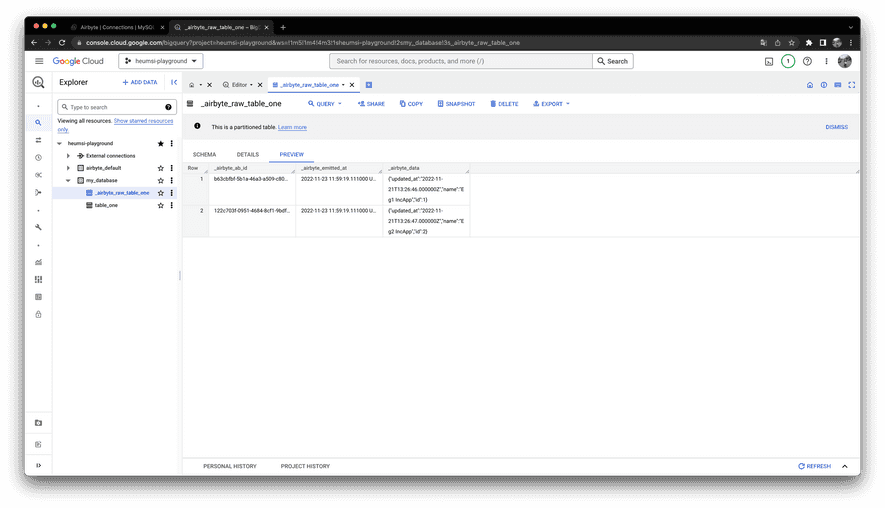 Airbyte | Connections | MySQL
_airbyte_raw_table_one – Big
console.cloud.google.com/bigquery?project=heumsi-playground&ws=!1m5!1m4!4m3!1sheumsi-playground!2smy_database!3s_airbyte_raw_table_one
Google Cloud
heumsi-playground
Search for resources, docs, products, and more (/)
Search
1
Explorer
+ ADD DATA
Editor
_airbyte_raw_table_one
Type to search
Viewing all resources. Show starred resources
only.
heumsi-playground
External connections
airbyte_default
my_database
_airbyte_raw_table_one
table_one
_airbyte_raw_table_one
QUERY
SHARE
COPY
SNAPSHOT
DELETE
EXPORT
This is a partitioned table. Learn more
DISMISS
SCHEMA
DETAILS
PREVIEW
Row
_airbyte_ab_id
_airbyte_emitted_at
_airbyte_data
1
b63cbfbf-5b1a-46a3-a509-c80...
2022-11-23 11:59:19.111000 U...
{"updated_at":"2022-11-
21T13:26:46.000000Z","name":"E
g1 IncApp","id":1}
2
122c703f-0951-4684-8cf1-9bdf...
2022-11-23 11:59:19.111000 U...
{"updated_at":"2022-11-
21T13:26:47.000000Z","name":"E
g2 IncApp","id":2}
PERSONAL HISTORY
PROJECT HISTORY
REFRESH